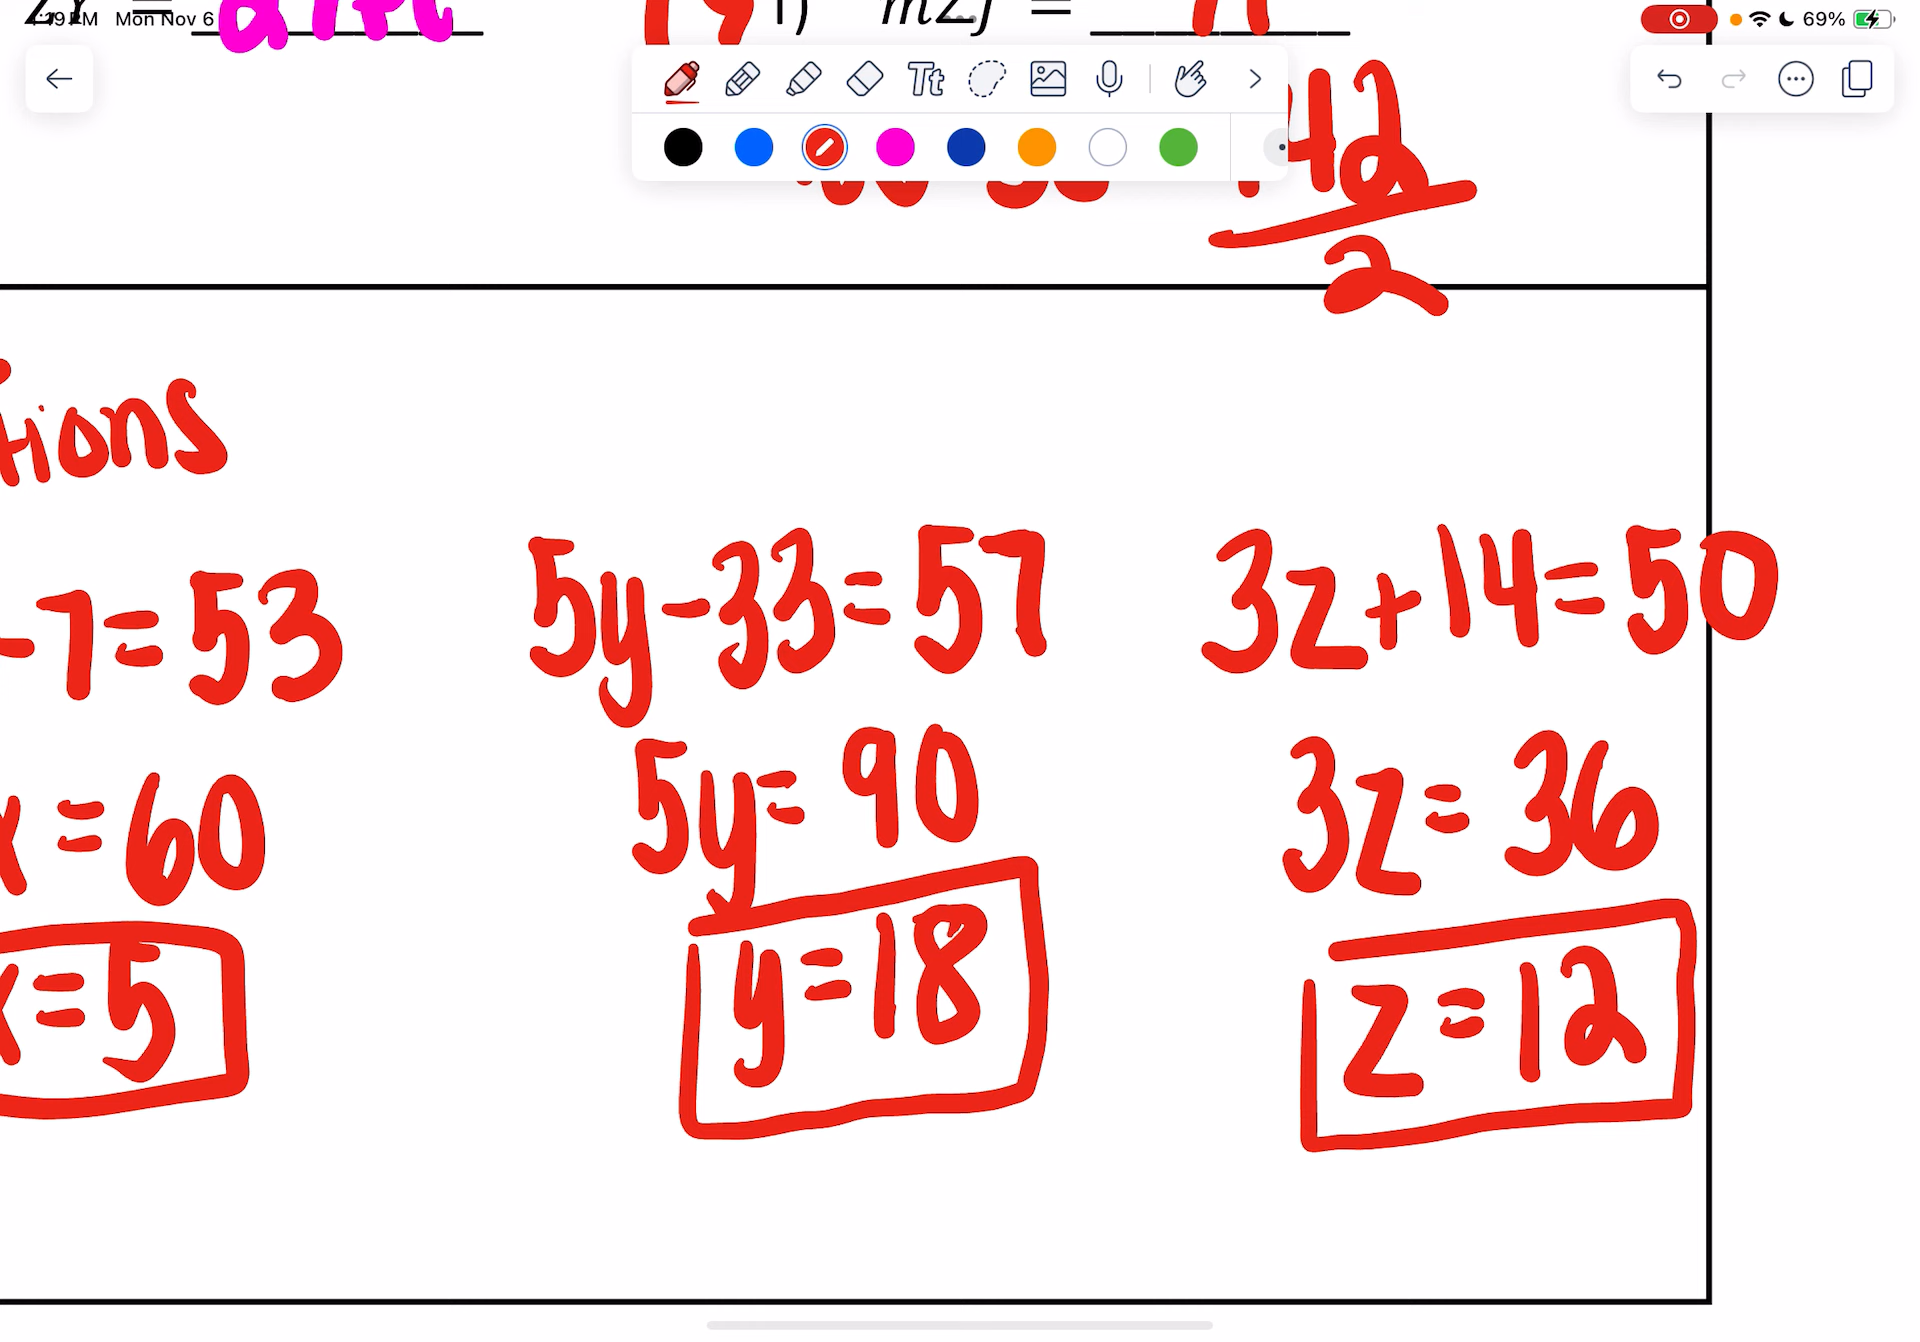 Mon Nov 6
69%
m∠J =
42
2
Tt
tions
-7=53
5y-33=57
3z+14=50
x=60
5y=90
3z=36
x=5
y=18
z=12